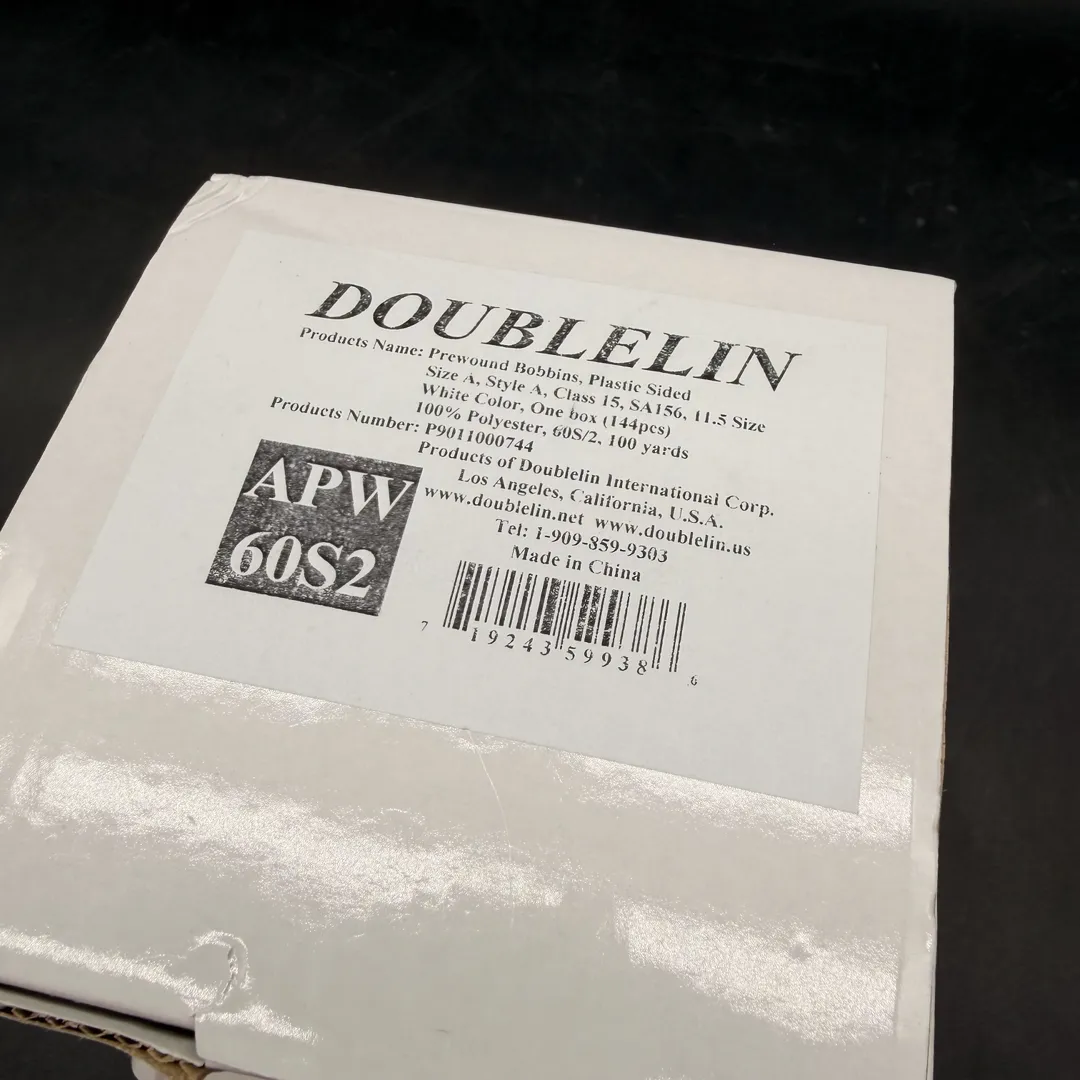 DOUBLELIN
Products Name: Prewound Bobbins, Plastic Sided
Size A, Style A, Class 15, SA156, 11.5 Size
White Color, One box (144pcs)
100% Polyester, 60S/2, 100 yards
Products Number: P9011000744
Products of Doublelin International Corp.
Los Angeles, California, U.S.A.
www.doublelin.net www.doublelin.us
Tel: 1-909-859-9303
Made in China
APW
60S2
7 19243 59938 6